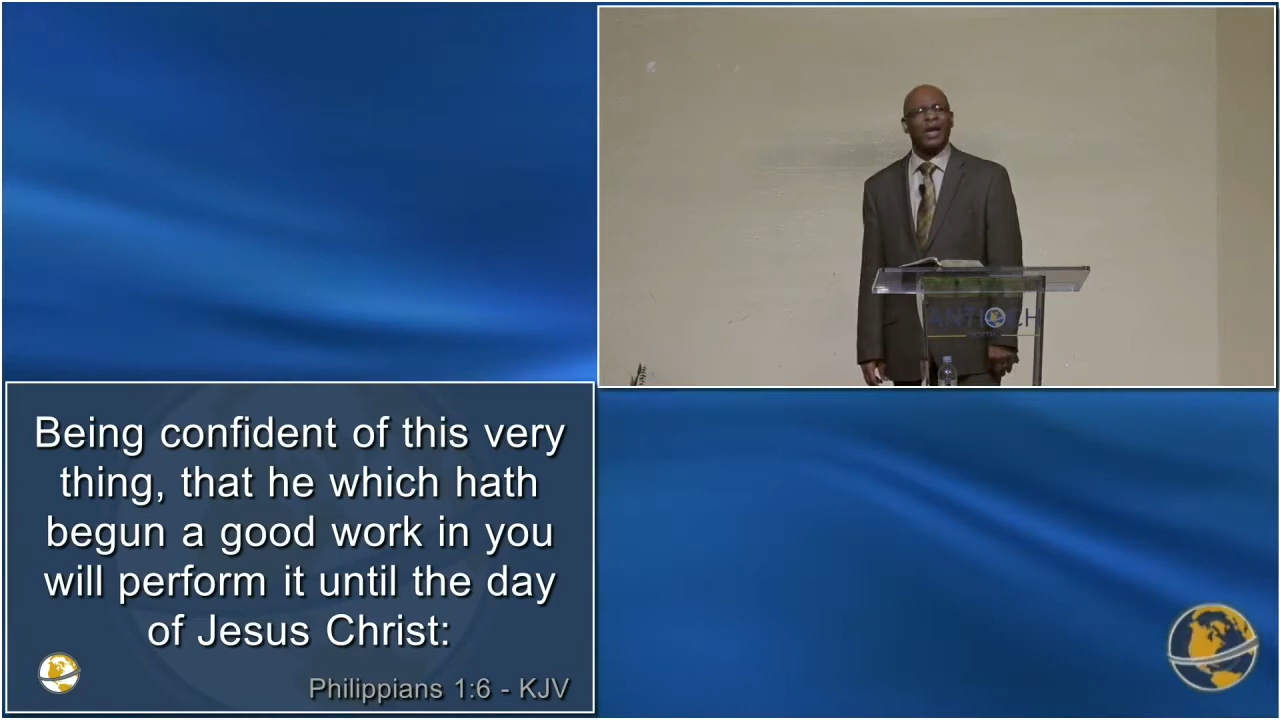 Being confident of this very
thing, that he which hath
begun a good work in you
will perform it until the day
of Jesus Christ:
Philippians 1:6 - KJV
ANTIOCH